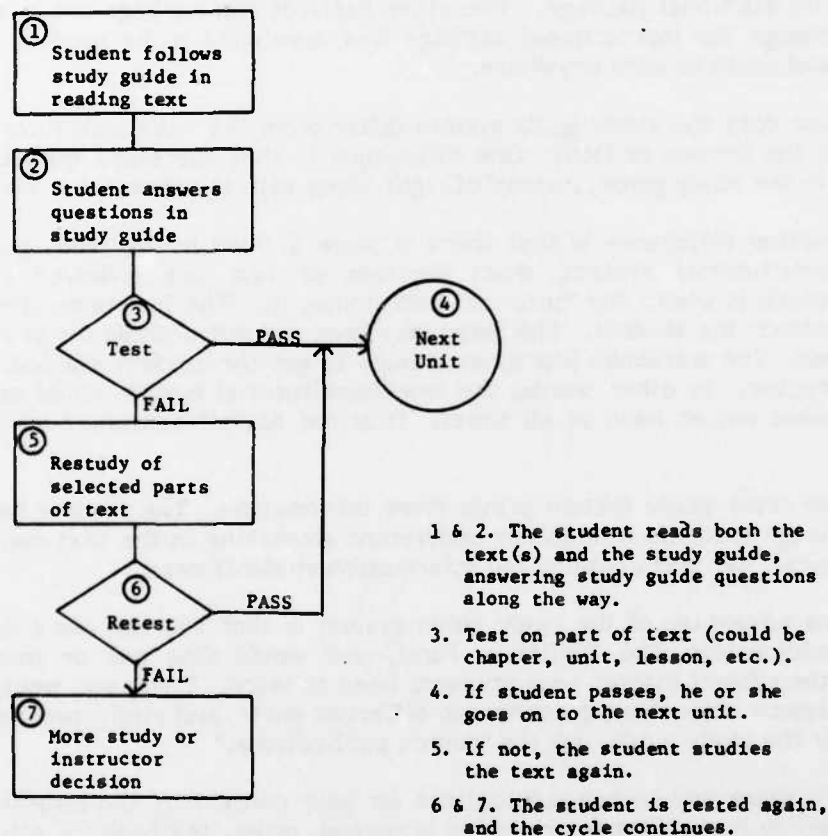 1
Student follows
study guide in
reading text
2
Student answers
questions in
study guide
3
Test
PASS
4
Next
Unit
FAIL
5
Restudy of
selected parts
of text
6
Retest
PASS
FAIL
7
More study or
instructor
decision
1 & 2. The student reads both the
text(s) and the study guide,
answering study guide questions
along the way.
3. Test on part of text (could be
chapter, unit, lesson, etc.).
4. If student passes, he or she
goes on to the next unit.
5. If not, the student studies
the text again.
6 & 7. The student is tested again,
and the cycle continues.